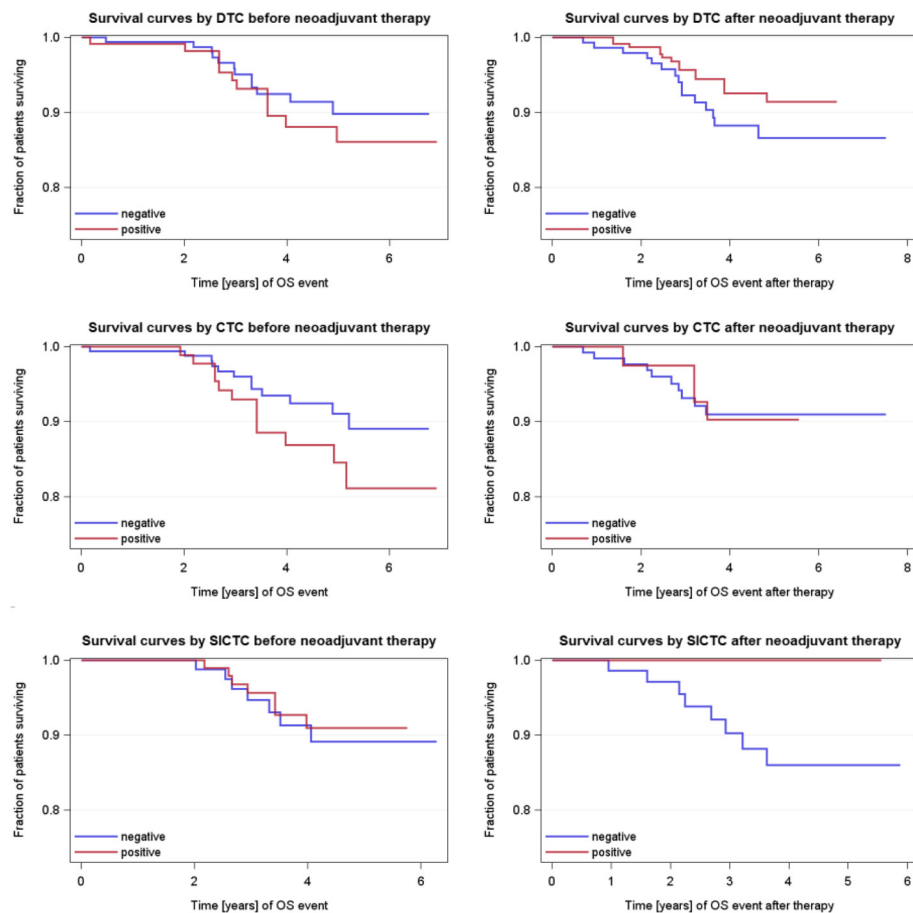 Survival curves by DTC before neoadjuvant therapy
Fraction of patients surviving
1.0
0.9
0.8
negative
positive
0 2 4 6
Time [years] of OS event
Survival curves by DTC after neoadjuvant therapy
Fraction of patients surviving
1.0
0.9
0.8
negative
positive
0 2 4 6 8
Time [years] of OS event after therapy
Survival curves by CTC before neoadjuvant therapy
Fraction of patients surviving
1.0
0.9
0.8
negative
positive
0 2 4 6
Time [years] of OS event
Survival curves by CTC after neoadjuvant therapy
Fraction of patients surviving
1.0
0.9
0.8
negative
positive
0 2 4 6 8
Time [years] of OS event after therapy
Survival curves by SICTC before neoadjuvant therapy
Fraction of patients surviving
1.0
0.9
0.8
negative
positive
0 2 4 6
Time [years] of OS event
Survival curves by SICTC after neoadjuvant therapy
Fraction of patients surviving
1.0
0.9
0.8
negative
positive
0 1 2 3 4 5 6
Time [years] of OS event after therapy